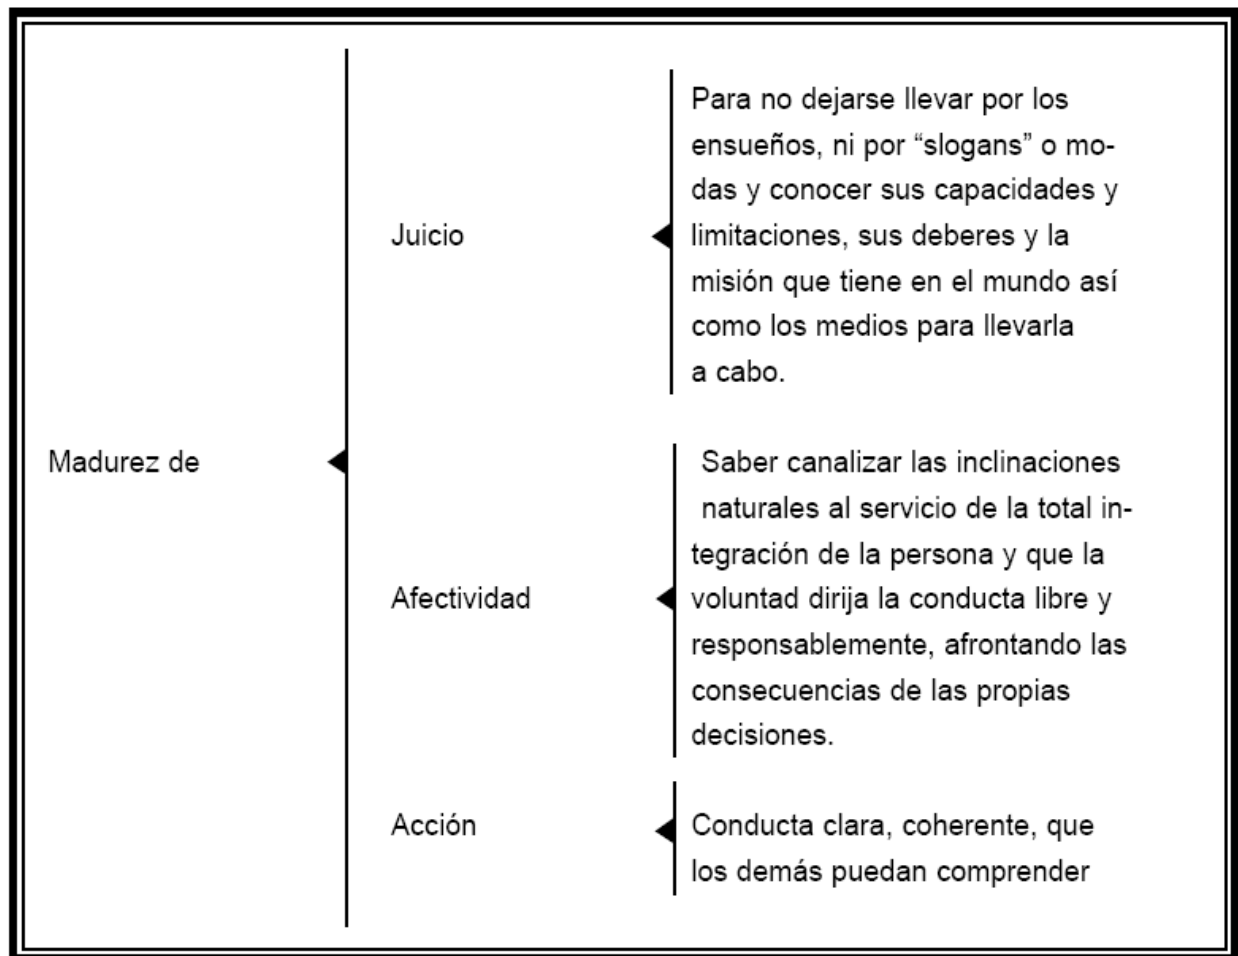 Para no dejarse llevar por los
ensueños, ni por “slogans” o mo-
das y conocer sus capacidades y
Juicio
limitaciones, sus deberes y la
misión que tiene en el mundo así
como los medios para llevarla
a cabo.
Madurez de
Saber canalizar las inclinaciones
naturales al servicio de la total in-
tegración de la persona y que la
Afectividad
voluntad dirija la conducta libre y
responsablemente, afrontando las
consecuencias de las propias
decisiones.
Acción
Conducta clara, coherente, que
los demás puedan comprender